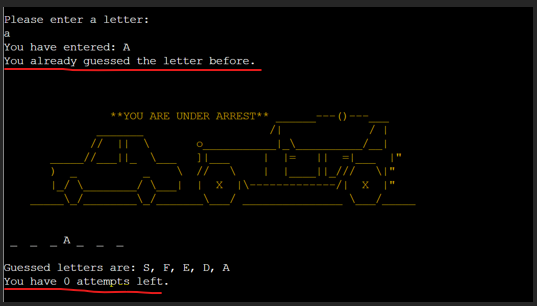 Please enter a letter:
a
You have entered: A
You already guessed the letter before.
**YOU ARE UNDER ARREST**
_ _ _ A _ _ _
Guessed letters are: S, F, E, D, A
You have 0 attempts left.